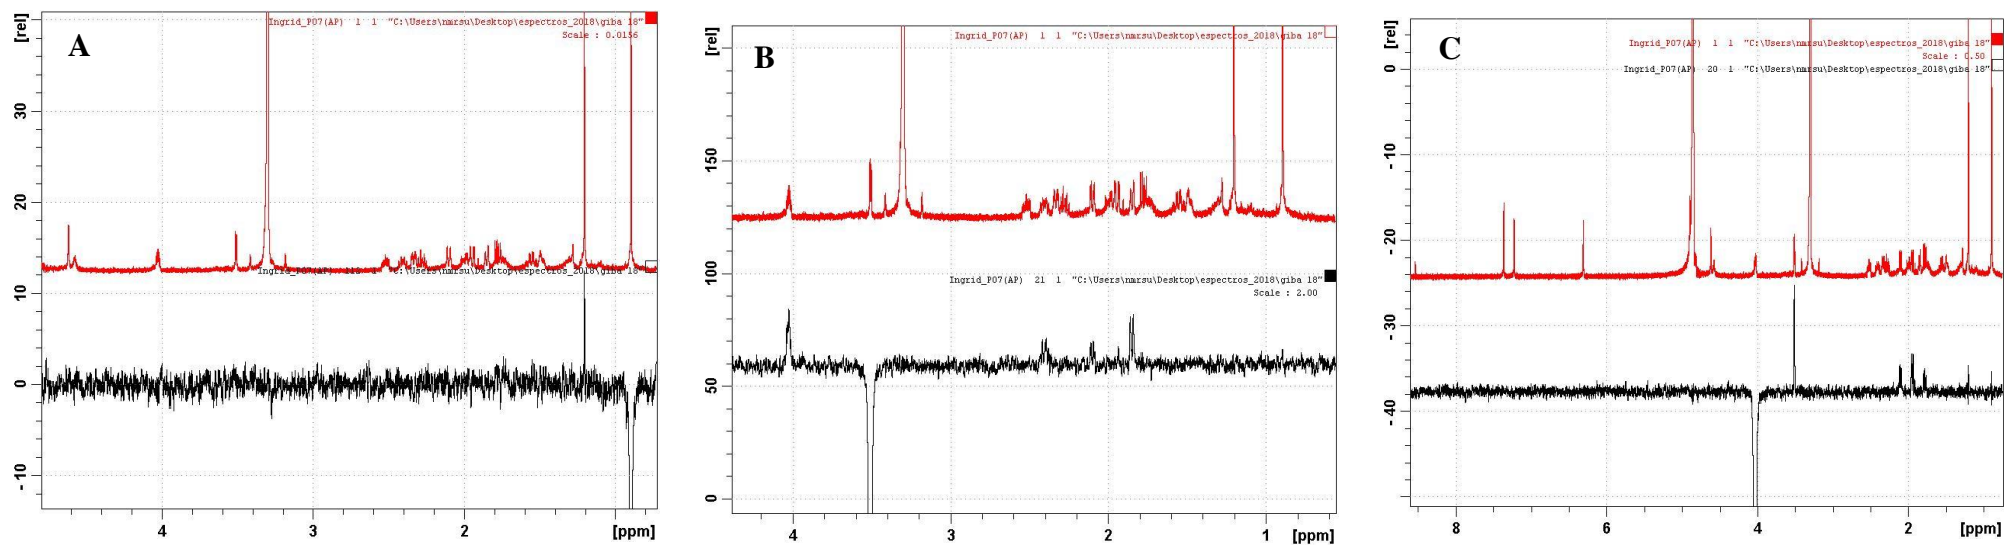 A
[rel]
Ingrid_P07(AP) 1 1 "C:\Users\nmrsu\Desktop\espectros_2018\giba 18"
Scale : 0.0156
30
20
10
0
-10
4 3 2 [ppm]
B
[rel]
Ingrid_P07(AP) 1 1 "C:\Users\nmrsu\Desktop\espectros_2018\giba 18"
150
100
Ingrid_P07(AP) 21 1 "C:\Users\nmrsu\Desktop\espectros_2018\giba 18"
Scale : 2.00
50
0
4 3 2 1 [ppm]
C
[rel]
Ingrid_P07(AP) 1 1 "C:\Users\nmrsu\Desktop\espectros_2018\giba 18"
Scale : 0.50
Ingrid_P07(AP) 20 1 "C:\Users\nmrsu\Desktop\espectros_2018\giba 18"
0
-10
-20
-30
-40
8 6 4 2 [ppm]